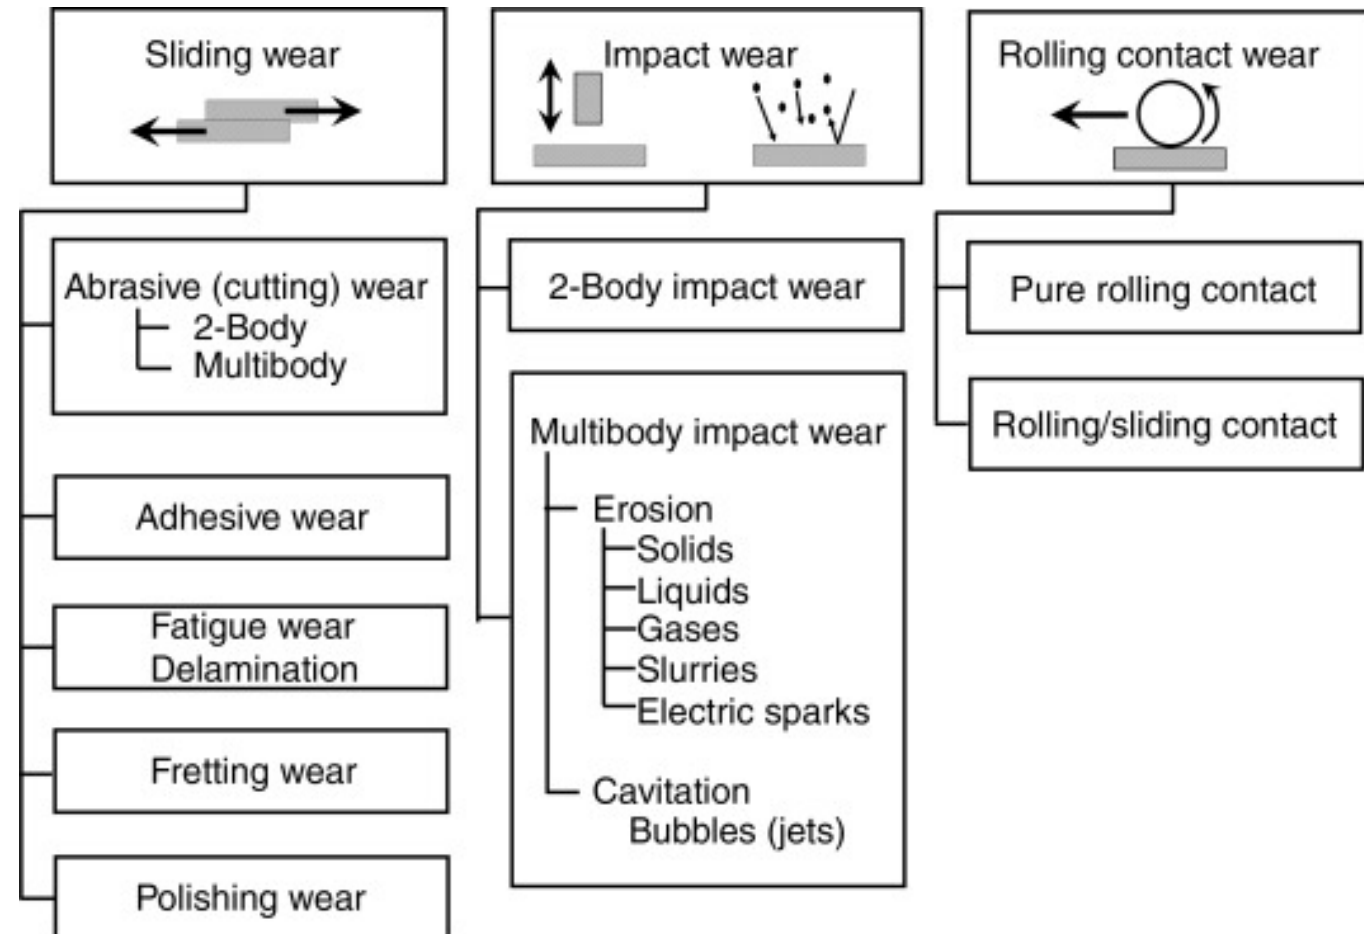 Sliding wear
Abrasive (cutting) wear
2-Body
Multibody
Adhesive wear
Fatigue wear
Delamination
Fretting wear
Polishing wear
Impact wear
2-Body impact wear
Multibody impact wear
Erosion
Solids
Liquids
Gases
Slurries
Electric sparks
Cavitation
Bubbles (jets)
Rolling contact wear
Pure rolling contact
Rolling/sliding contact